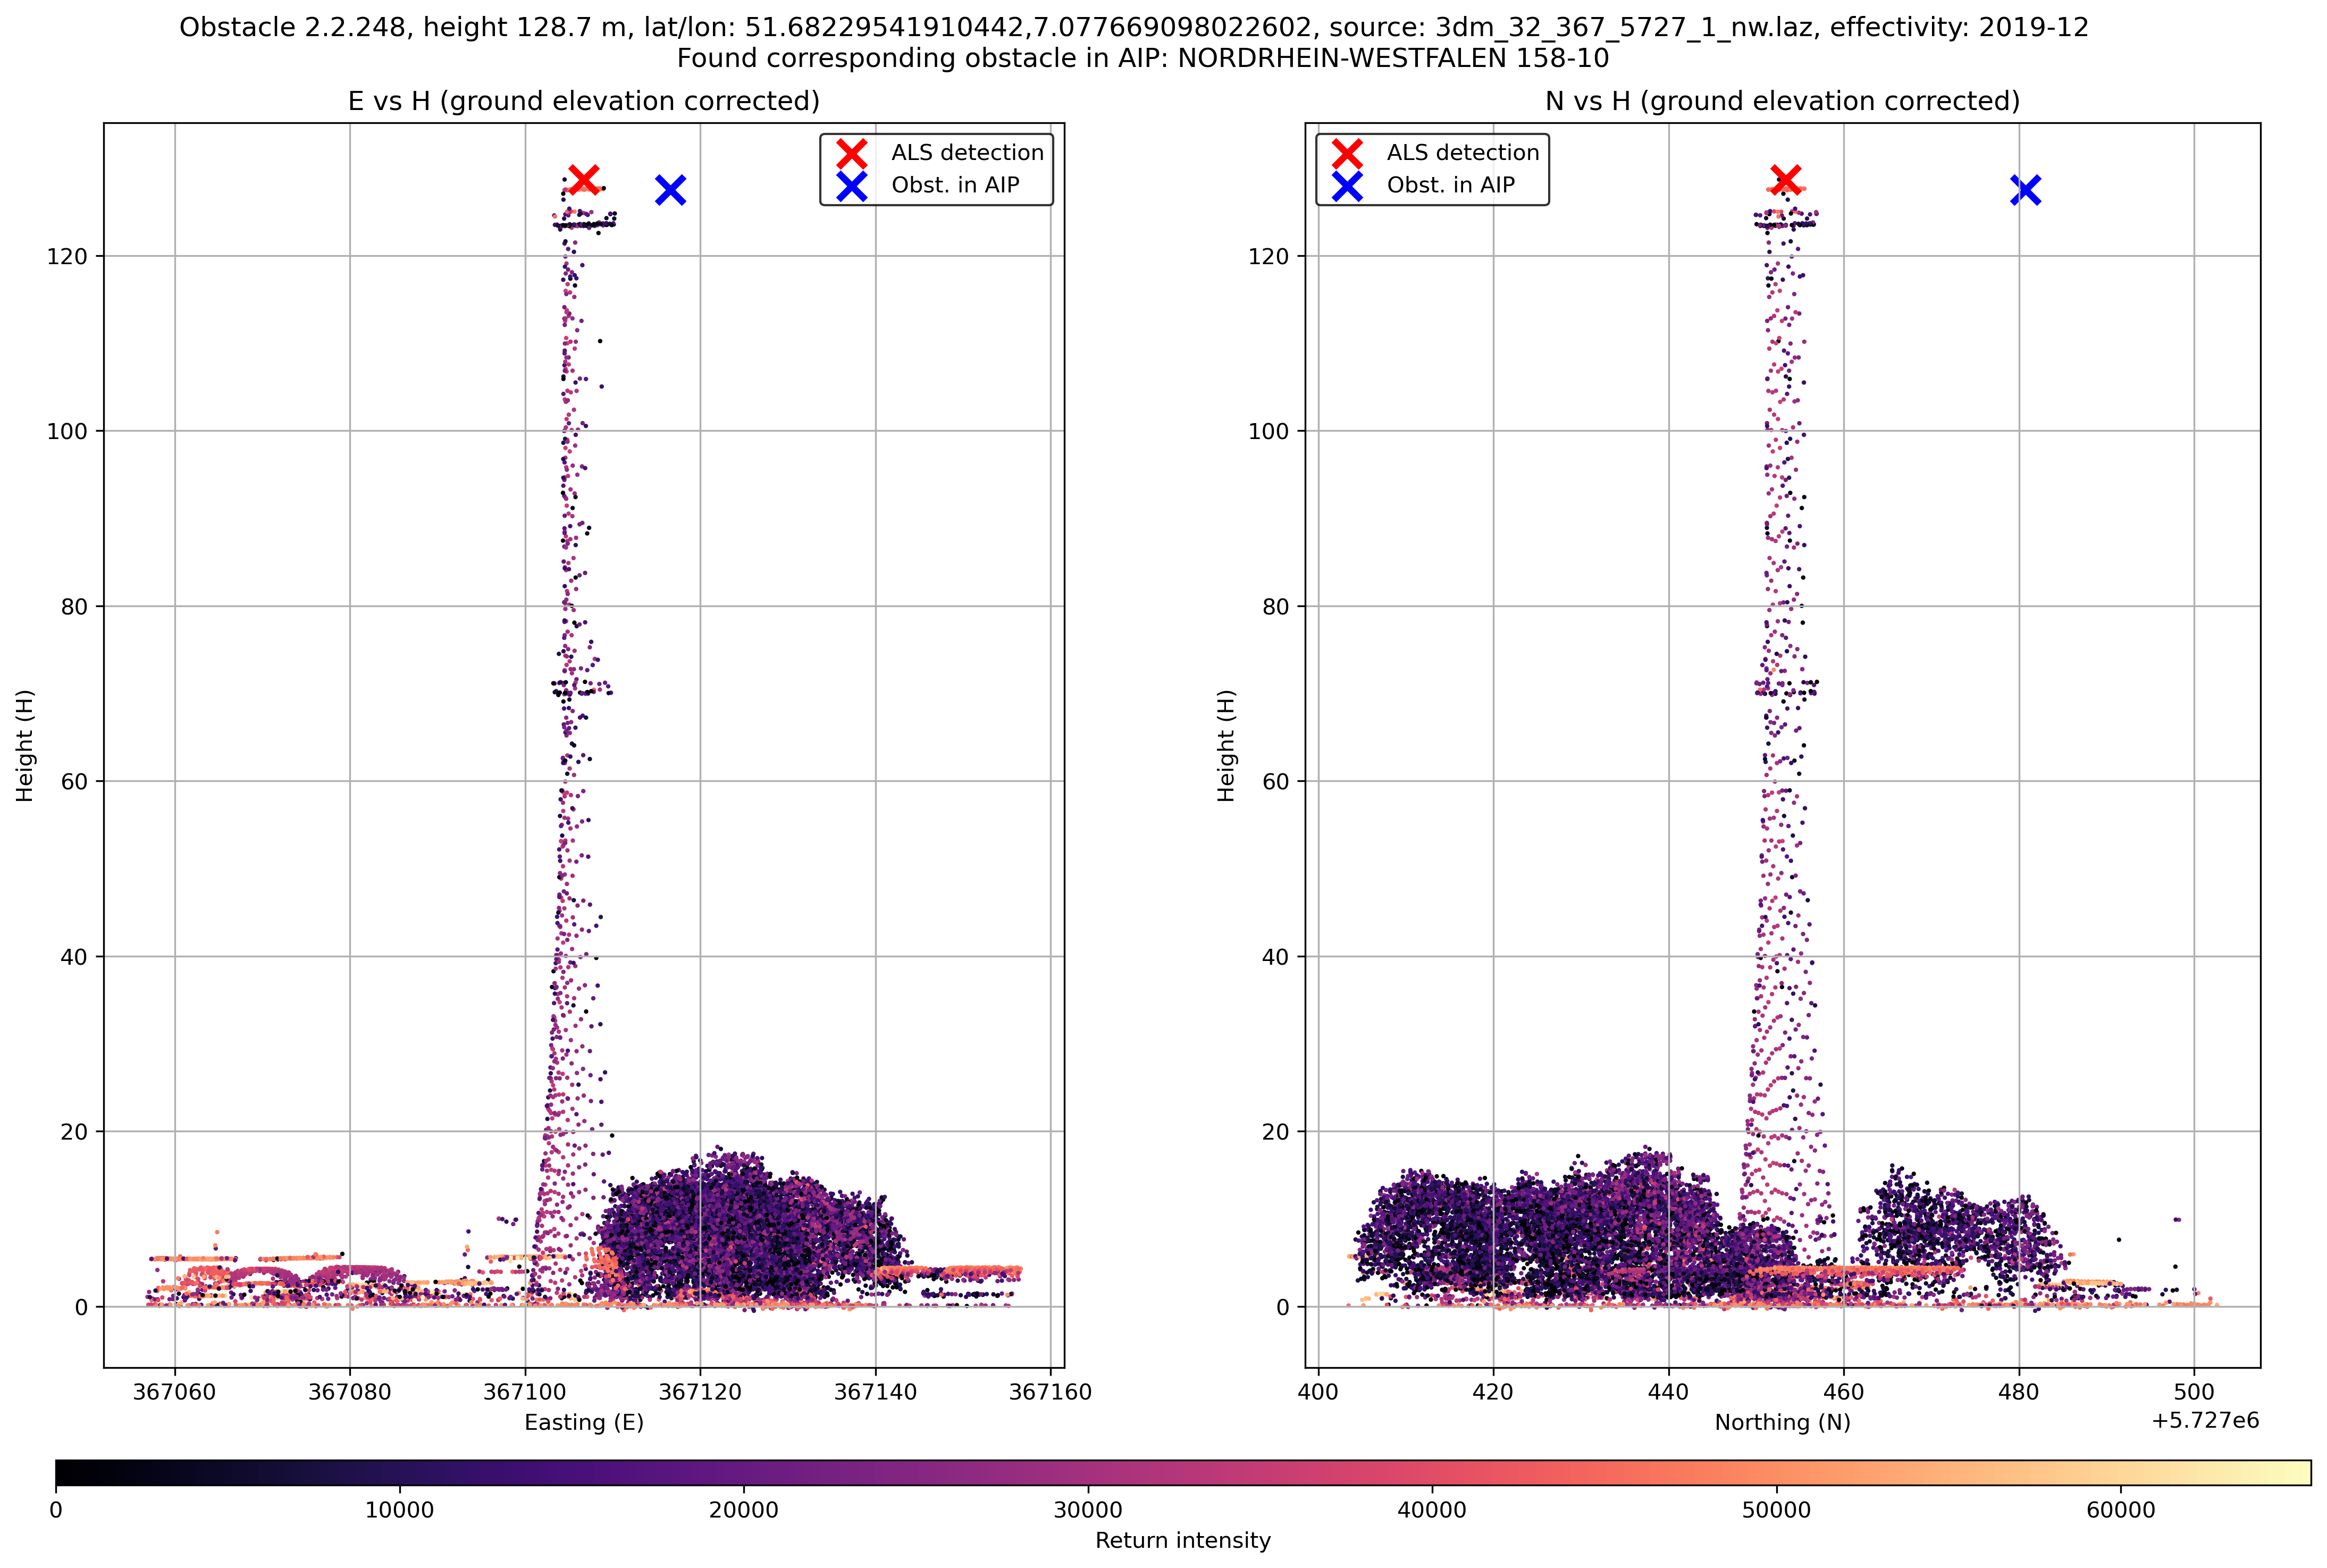 Obstacle 2.2.248, height 128.7 m, lat/lon: 51.68229541910442,7.077669098022602, source: 3dm_32_367_5727_1_nw.laz, effectivity: 2019-12
Found corresponding obstacle in AIP: NORDRHEIN-WESTFALEN 158-10
E vs H (ground elevation corrected)
ALS detection
Obst. in AIP
120
100
80
60
40
20
0
Height (H)
367060 367080 367100 367120 367140 367160
Easting (E)
N vs H (ground elevation corrected)
ALS detection
Obst. in AIP
120
100
80
60
40
20
0
Height (H)
400 420 440 460 480 500
Northing (N)
+5.727e6
0 10000 20000 30000 40000 50000 60000
Return intensity